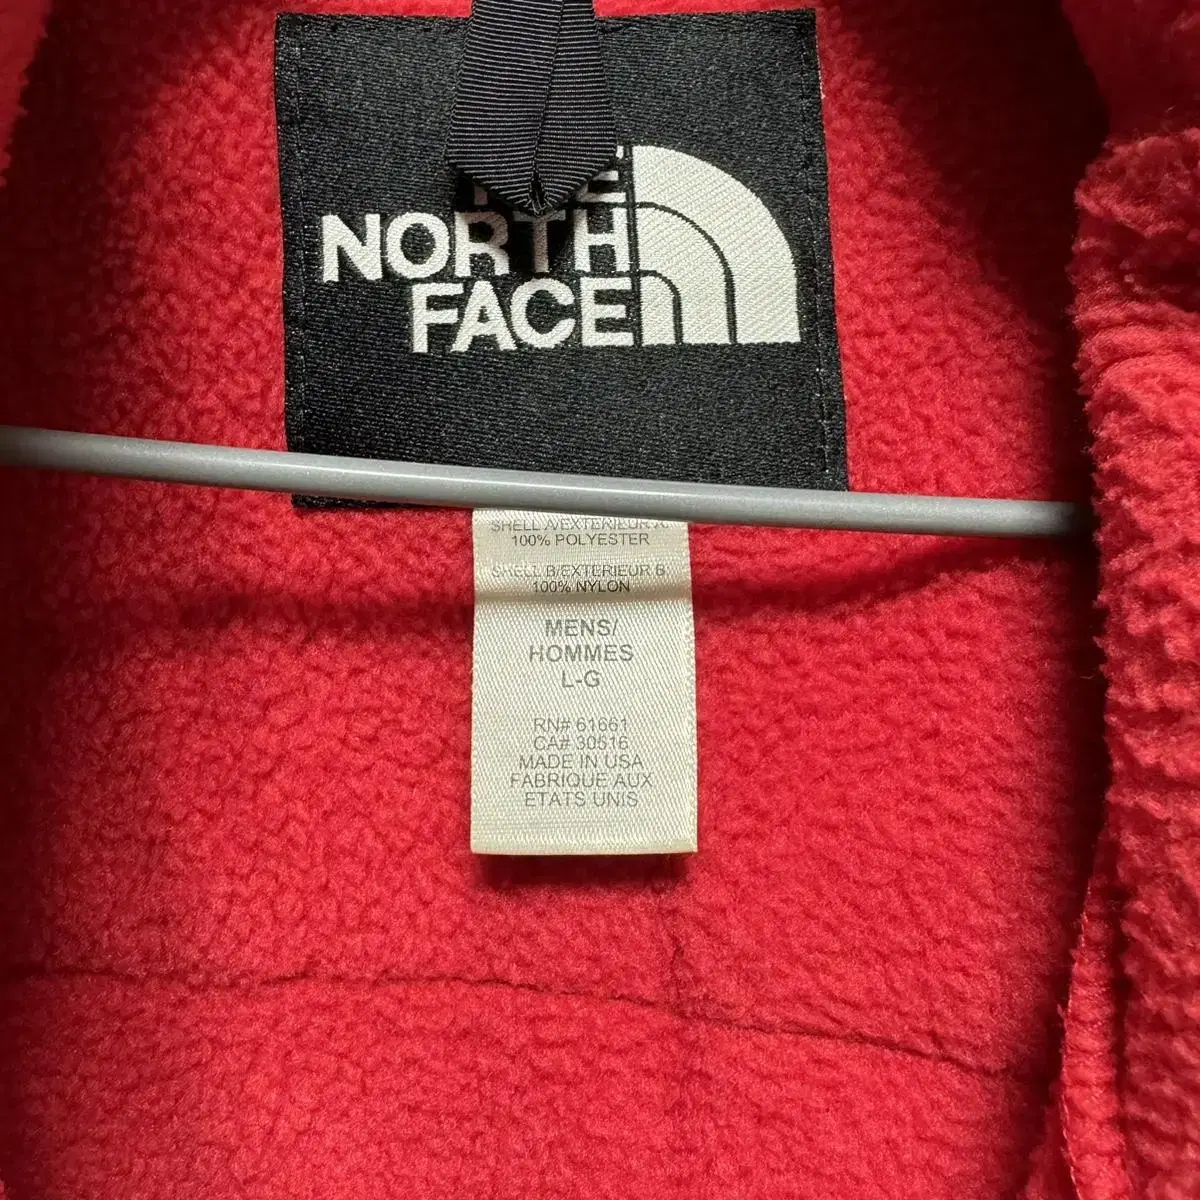 THE
NORTH
FACE
SHELL A/EXTERIEUR A:
100% POLYESTER
SHELL B/EXTERIEUR B
100% NYLON
MENS/
HOMMES
L-G
RN# 61661
CA# 30516
MADE IN USA
FABRIQUE AUX
ETATS UNIS